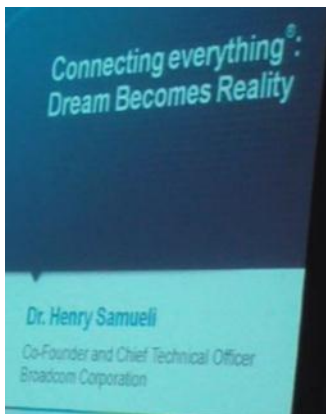 Connecting everything®:
Dream Becomes Reality
Dr. Henry Samueli
Co-Founder and Chief Technical Officer
Broadcom Corporation